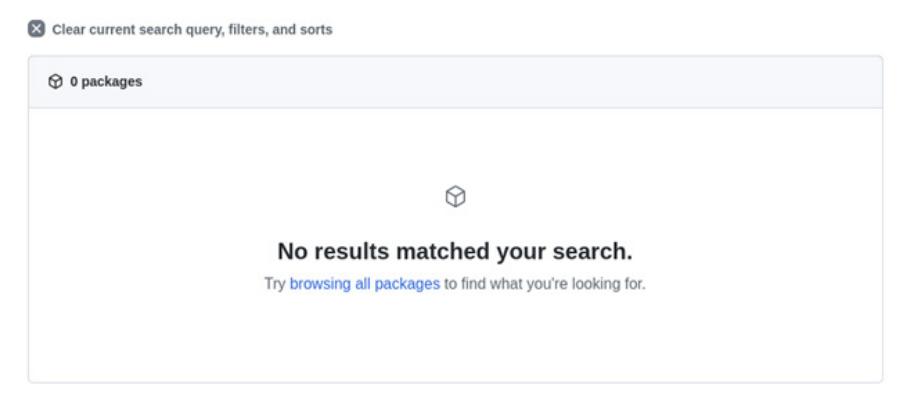 Clear current search query, filters, and sorts
0 packages
No results matched your search.
Try browsing all packages to find what you're looking for.